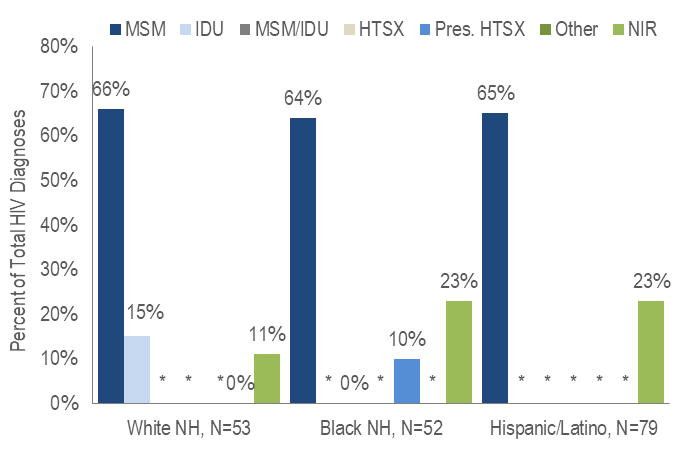 MSM IDU MSM/IDU HTSX Pres. HTSX Other NIR
80%
70%
60%
50%
40%
30%
20%
10%
0%
Percent of Total HIV Diagnoses
66% 15% * * * 0% 11%
64% * 0% * 10% * 23%
65% * * * * * 23%
White NH, N=53 Black NH, N=52 Hispanic/Latino, N=79